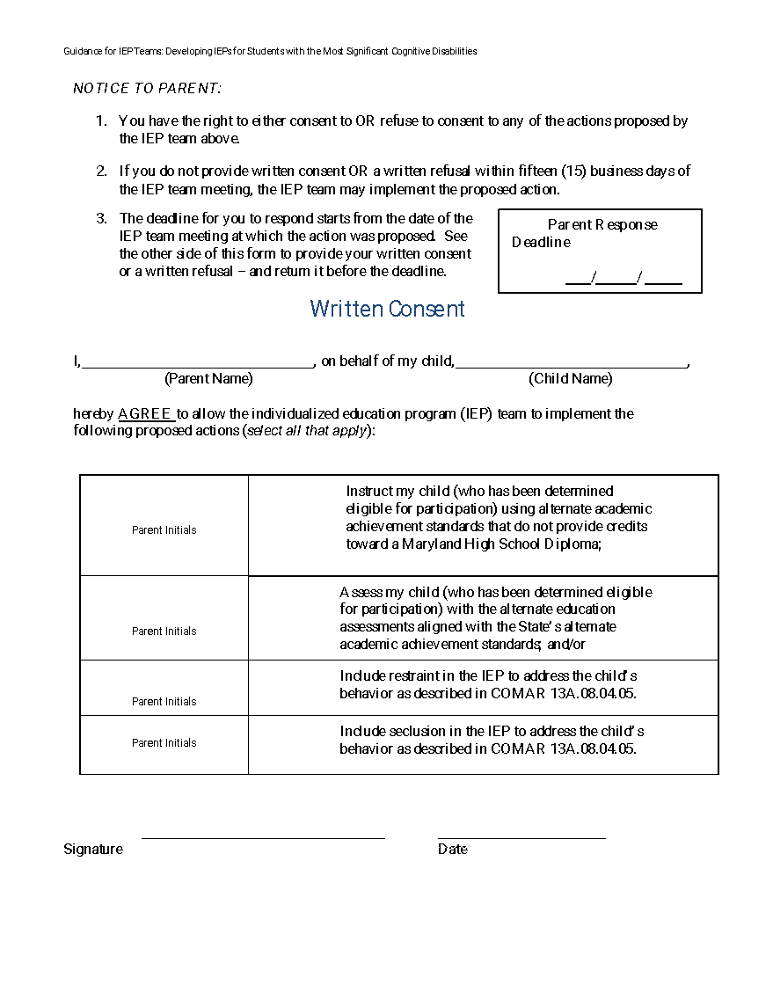 Guidance for IEP Teams: Developing IEPs for Students with the Most Significant Cognitive Disabilities
NOTICE TO PARENT:
1. You have the right to either consent to OR refuse to consent to any of the actions proposed by
the IEP team above.
2. If you do not provide written consent OR a written refusal within fifteen (15) business days of
the IEP team meeting, the IEP team may implement the proposed action.
3. The deadline for you to respond starts from the date of the
IEP team meeting at which the action was proposed. See
the other side of this form to provide your written consent
or a written refusal – and return it before the deadline.
Parent Response
Deadline
___/_____/_____
Written Consent
I,____________________________, on behalf of my child,____________________________,
(Parent Name) (Child Name)
hereby AGREE to allow the individualized education program (IEP) team to implement the
following proposed actions (select all that apply):
Parent Initials
Instruct my child (who has been determined
eligible for participation) using alternate academic
achievement standards that do not provide credits
toward a Maryland High School Diploma;
Parent Initials
Assess my child (who has been determined eligible
for participation) with the alternate education
assessments aligned with the State's alternate
academic achievement standards; and/or
Parent Initials
Include restraint in the IEP to address the child's
behavior as described in COMAR 13A.08.04.05.
Parent Initials
Include seclusion in the IEP to address the child's
behavior as described in COMAR 13A.08.04.05.
Signature Date